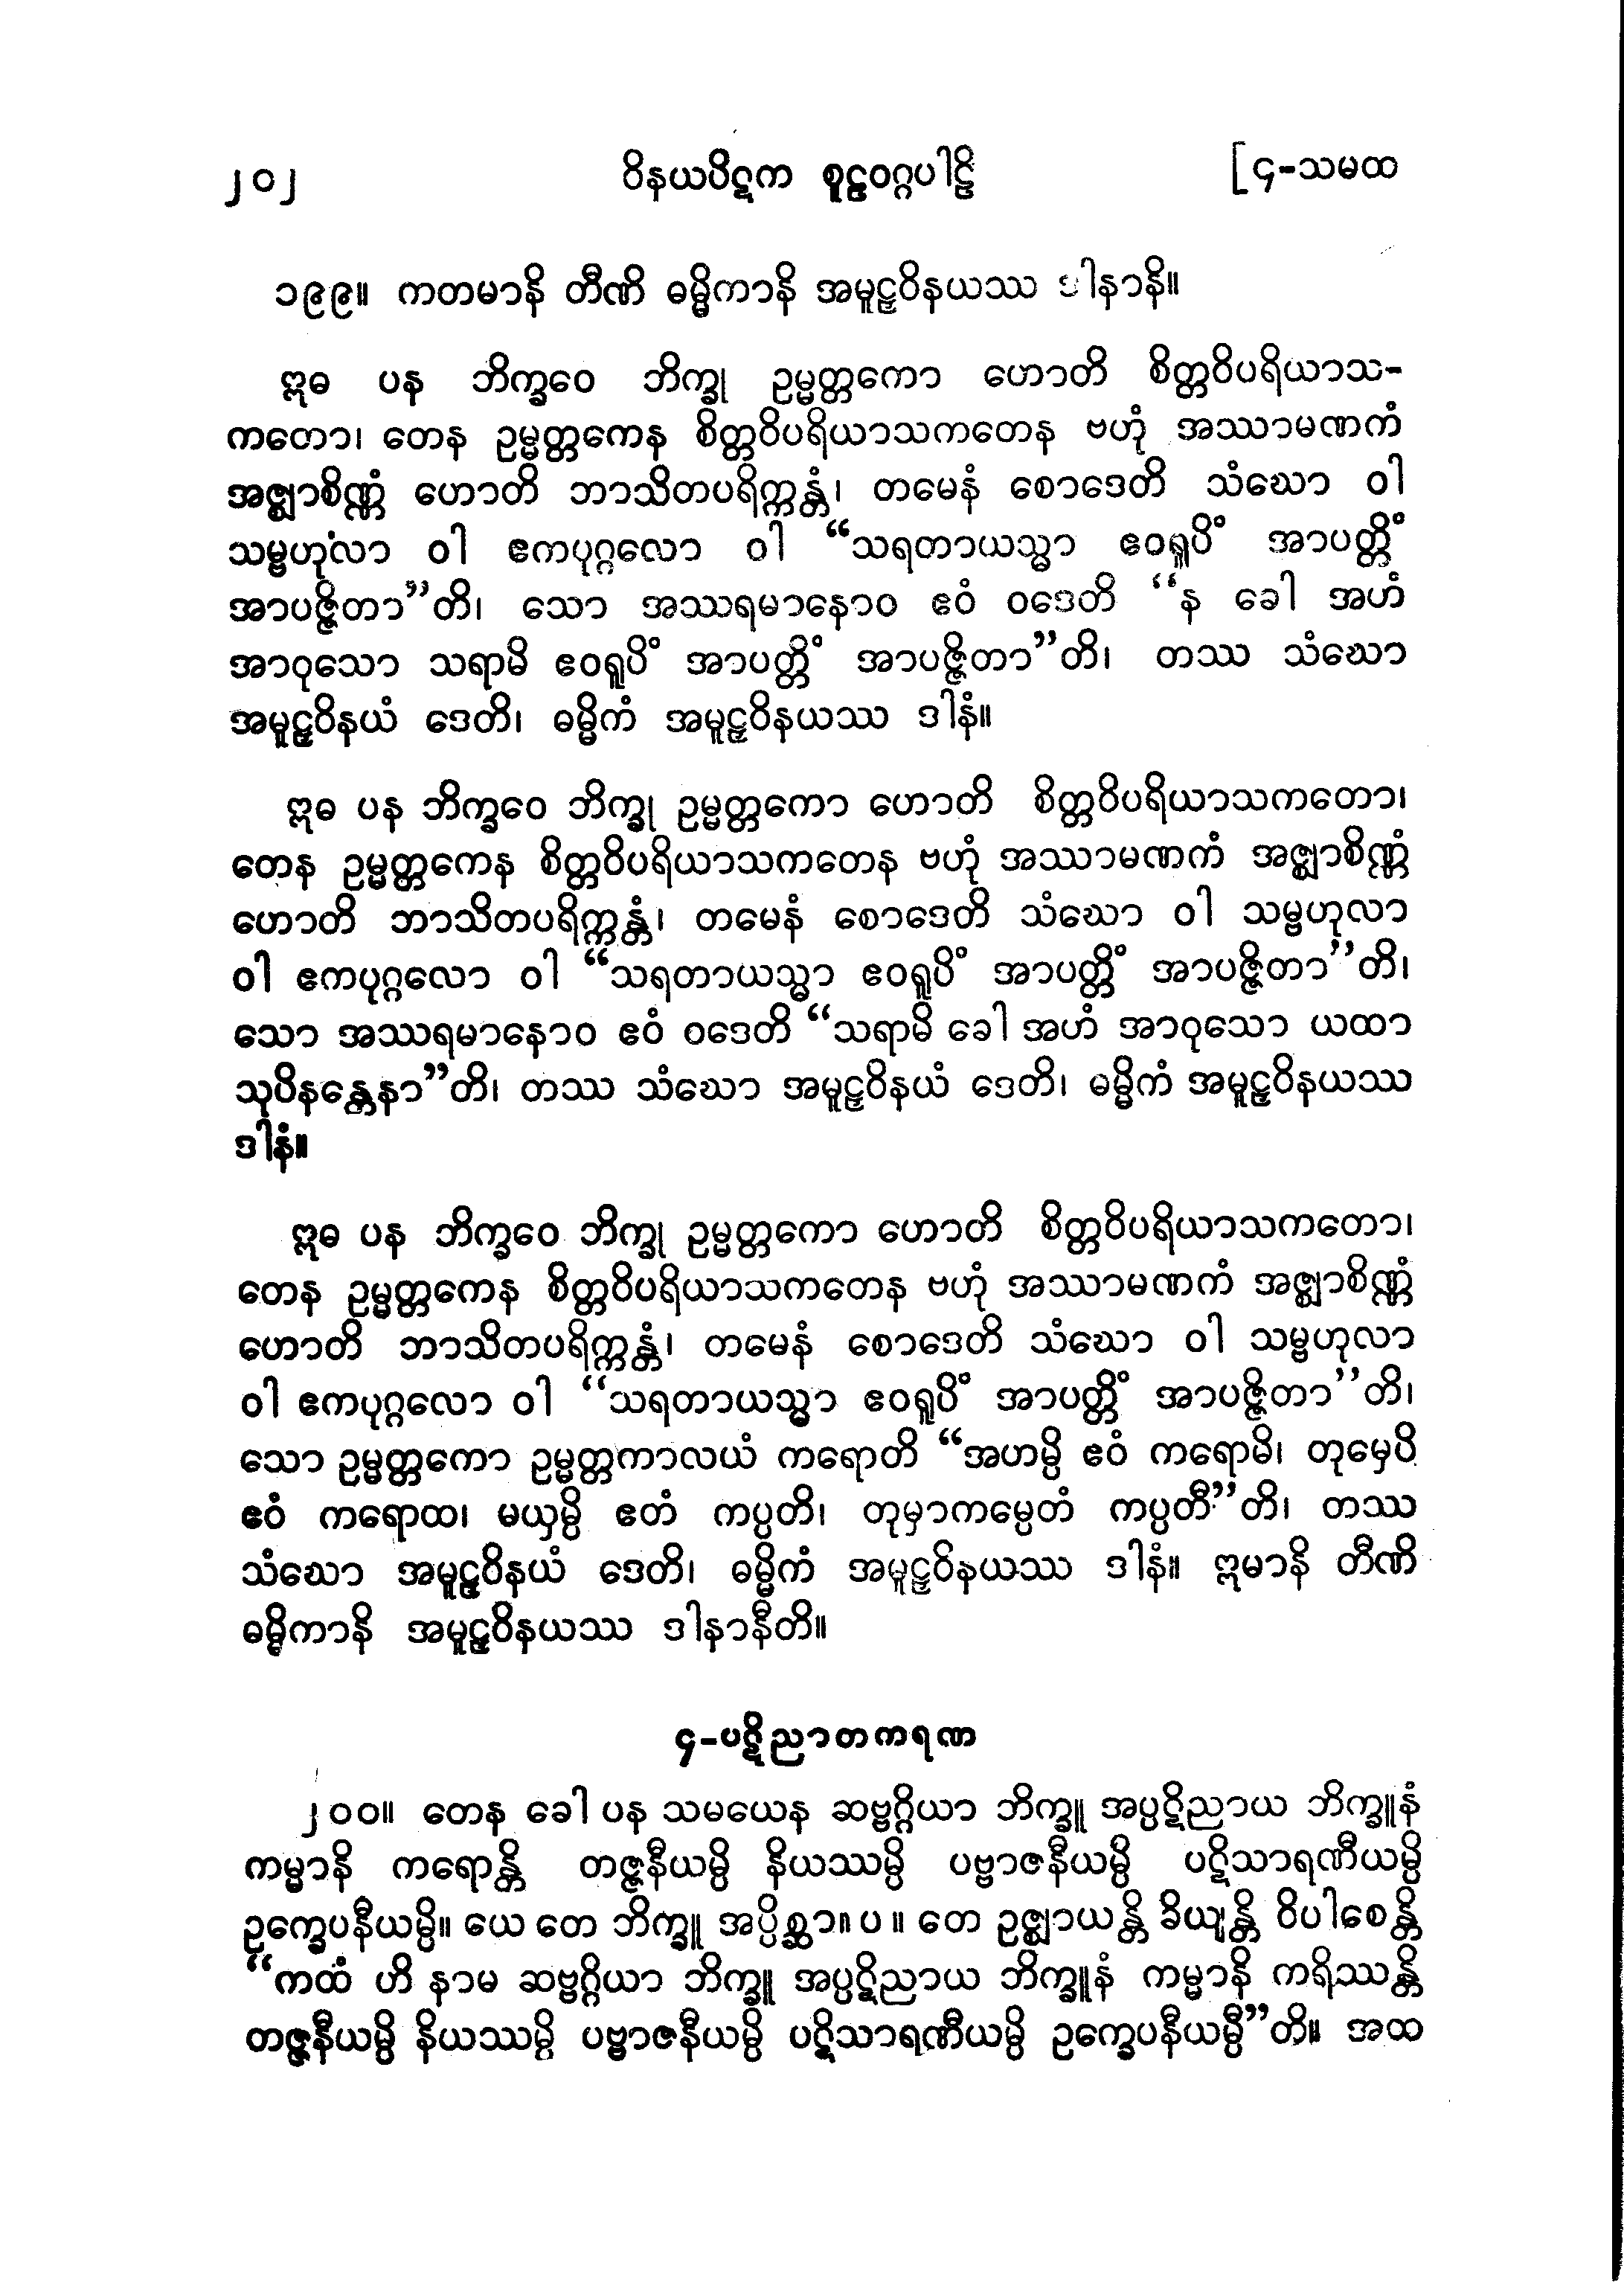 ၂၀၂ ဝိနယပိဋက စူဠဝဂ္ဂပါဠိ [၄-သမထ
၁၉၉။ ကတမာနိ တီဏိ ဓမ္မိကာနိ အမူဠှဝိနယဿ ဒါနာနိ။
ဣဓ ပန ဘိက္ခဝေ ဘိက္ခု ဥမ္မတ္တကော ဟောတိ စိတ္တဝိပရိယာသ-
ကတော၊ တေန ဥမ္မတ္တကေန စိတ္တဝိပရိယာသကတေန ဗဟုံ အဿာမဏကံ
အဇ္ဈာစိဏ္ဏံ ဟောတိ ဘာသိတပရိက္ကန္တံ၊ တမေနံ စောဒေတိ သံဃော ဝါ
သမ္ဗဟုလာ ဝါ ဧကပုဂ္ဂလော ဝါ “သရတာယသ္မာ ဧဝရူပိံ အာပတ္တိံ
အာပဇ္ဇိတာ”တိ၊ သော အဿရမာနောဝ ဧဝံ ဝဒေတိ “န ခေါ အဟံ
အာဝုသော သရာမိ ဧဝရူပိံ အာပတ္တိံ အာပဇ္ဇိတာ”တိ၊ တဿ သံဃော
အမူဠှဝိနယံ ဒေတိ၊ ဓမ္မိကံ အမူဠှဝိနယဿ ဒါနံ။
ဣဓ ပန ဘိက္ခဝေ ဘိက္ခု ဥမ္မတ္တကော ဟောတိ စိတ္တဝိပရိယာသကတော၊
တေန ဥမ္မတ္တကေန စိတ္တဝိပရိယာသကတေန ဗဟုံ အဿာမဏကံ အဇ္ဈာစိဏ္ဏံ
ဟောတိ ဘာသိတပရိက္ကန္တံ၊ တမေနံ စောဒေတိ သံဃော ဝါ သမ္ဗဟုလာ
ဝါ ဧကပုဂ္ဂလော ဝါ “သရတာယသ္မာ ဧဝရူပိံ အာပတ္တိံ အာပဇ္ဇိတာ”တိ၊
သော အဿရမာနောဝ ဧဝံ ဝဒေတိ “သရာမိ ခေါ အဟံ အာဝုသော ယထာ
သုပိနန္တေနာ”တိ၊ တဿ သံဃော အမူဠှဝိနယံ ဒေတိ၊ ဓမ္မိကံ အမူဠှဝိနယဿ
ဒါနံ။
ဣဓ ပန ဘိက္ခဝေ ဘိက္ခု ဥမ္မတ္တကော ဟောတိ စိတ္တဝိပရိယာသကတော၊
တေန ဥမ္မတ္တကေန စိတ္တဝိပရိယာသကတေန ဗဟုံ အဿာမဏကံ အဇ္ဈာစိဏ္ဏံ
ဟောတိ ဘာသိတပရိက္ကန္တံ၊ တမေနံ စောဒေတိ သံဃော ဝါ သမ္ဗဟုလာ
ဝါ ဧကပုဂ္ဂလော ဝါ “သရတာယသ္မာ ဧဝရူပိံ အာပတ္တိံ အာပဇ္ဇိတာ”တိ၊
သော ဥမ္မတ္တကော ဥမ္မတ္တကာလယံ ကရောတိ “အဟမ္ပိ ဧဝံ ကရောမိ၊ တုမှေပိ
ဧဝံ ကရောထ၊ မယှမ္ပိ ဧတံ ကပ္ပတိ၊ တုမှာကမ္ပေတံ ကပ္ပတီ”တိ၊ တဿ
သံဃော အမူဠှဝိနယံ ဒေတိ၊ ဓမ္မိကံ အမူဠှဝိနယဿ ဒါနံ။ ဣမာနိ တီဏိ
ဓမ္မိကာနိ အမူဠှဝိနယဿ ဒါနာနီတိ။
၄-ပဋိညာတကရဏ
၂၀၀။ တေန ခေါ ပန သမယေန ဆဗ္ဗဂ္ဂိယာ ဘိက္ခူ အပ္ပဋိညာယ ဘိက္ခူနံ
ကမ္မာနိ ကရောန္တိ တဇ္ဇနီယမ္ပိ နိယဿမ္ပိ ပဗ္ဗာဇနီယမ္ပိ ပဋိသာရဏီယမ္ပိ
ဥက္ခေပနီယမ္ပိ။ ယေ တေ ဘိက္ခူ အပ္ပိစ္ဆာ။ ပ ။ တေ ဥဇ္ဈာယန္တိ ခိယျန္တိ ဝိပါစေန္တိ
“ကထံ ဟိ နာမ ဆဗ္ဗဂ္ဂိယာ ဘိက္ခူ အပ္ပဋိညာယ ဘိက္ခူနံ ကမ္မာနိ ကရိဿန္တိ
တဇ္ဇနီယမ္ပိ နိယဿမ္ပိ ပဗ္ဗာဇနီယမ္ပိ ပဋိသာရဏီယမ္ပိ ဥက္ခေပနီယမ္ပီ”တိ။ အထ